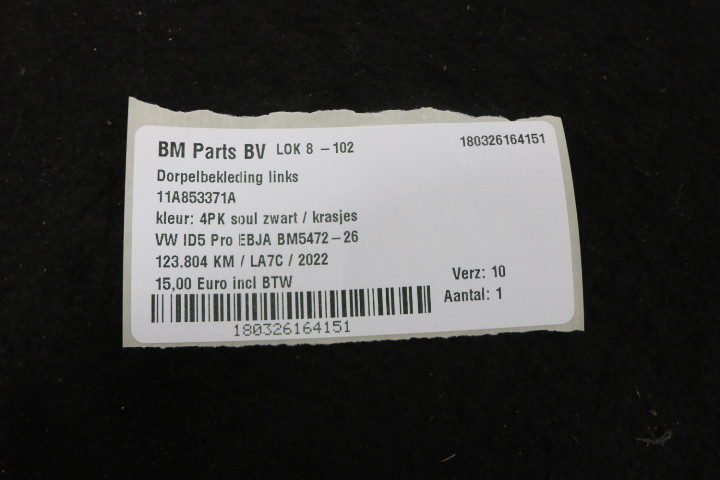 BM Parts BV LOK 8 - 102 180326164151
Dorpelbekleding links
11A853371A
kleur: 4PK soul zwart / krasjes
VW ID5 Pro EBJA BM5472-26
123.804 KM / LA7C / 2022
15,00 Euro incl BTW
Verz: 10
Aantal: 1
180326164151